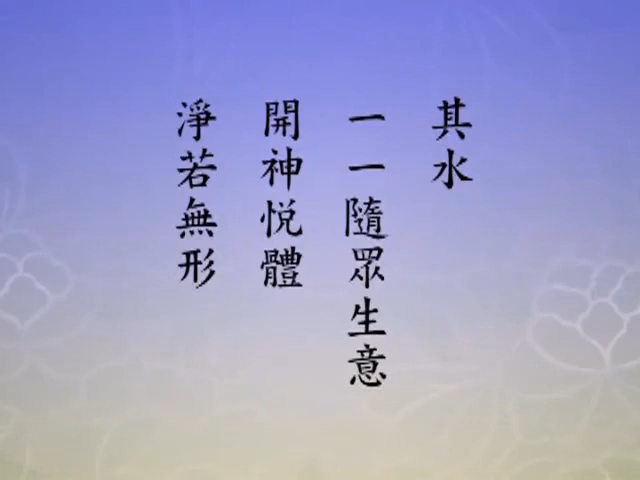 其水
一一隨眾生意
開神悅體
淨若無形